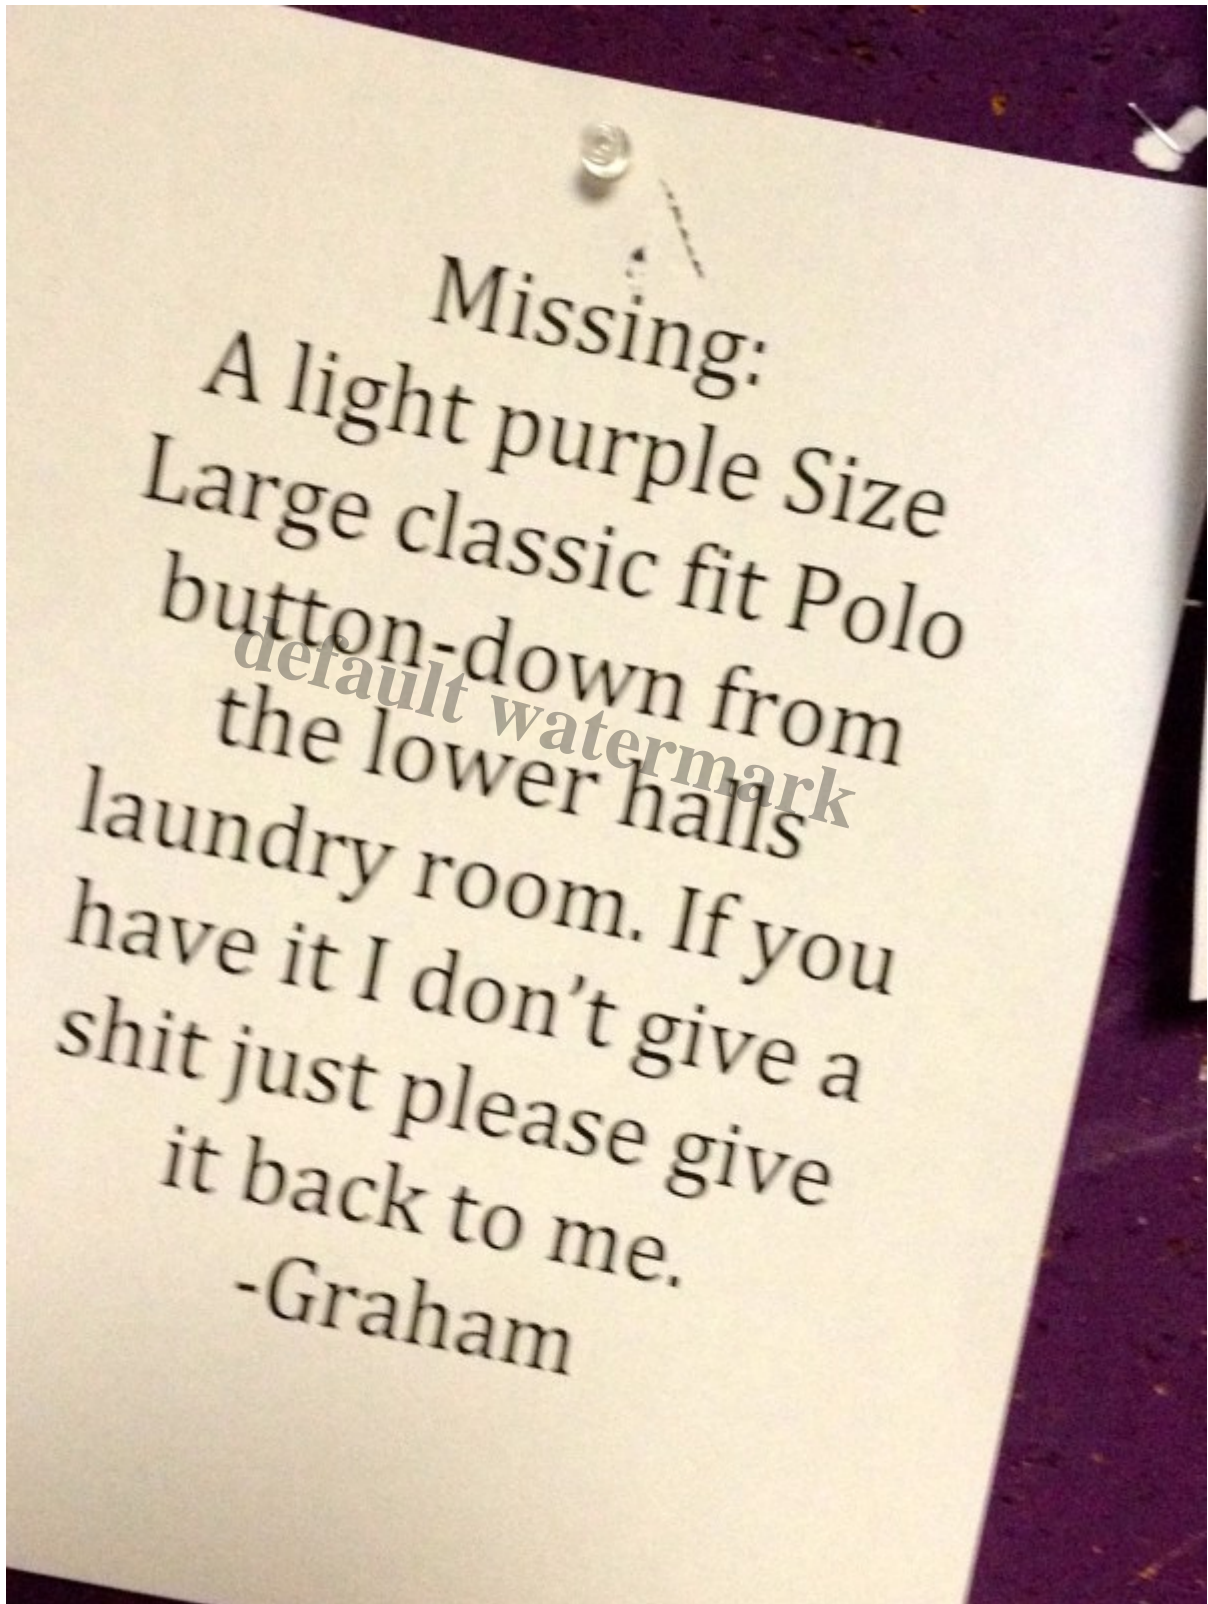 Missing:
A light purple Size
Large classic fit Polo
button-down from
the lower halls
laundry room. If you
have it I don’t give a
shit just please give
it back to me.
-Graham
default watermark